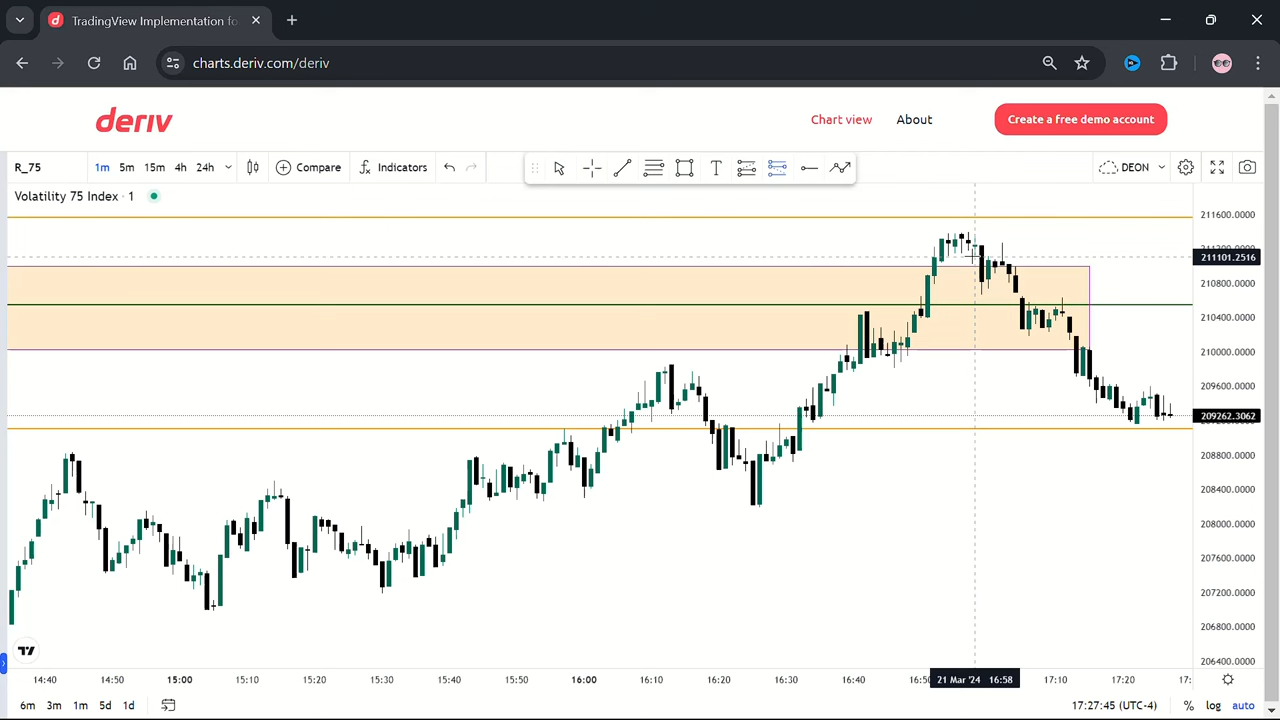 TradingView Implementation fo
charts.deriv.com/deriv
deriv
Chart view
About
Create a free demo account
R_75
1m 5m 15m 4h 24h
Compare
Indicators
DEON
Volatility 75 Index · 1
211600.0000
211101.2516
210800.0000
210400.0000
210000.0000
209600.0000
209262.3062
208800.0000
208400.0000
208000.0000
207600.0000
207200.0000
206800.0000
206400.0000
14:40 14:50 15:00 15:10 15:20 15:30 15:40 15:50 16:00 16:10 16:20 16:30 16:40 16:50 21 Mar '24 16:58 17:10 17:20 17:
6m 3m 1m 5d 1d
17:27:45 (UTC-4)
% log auto